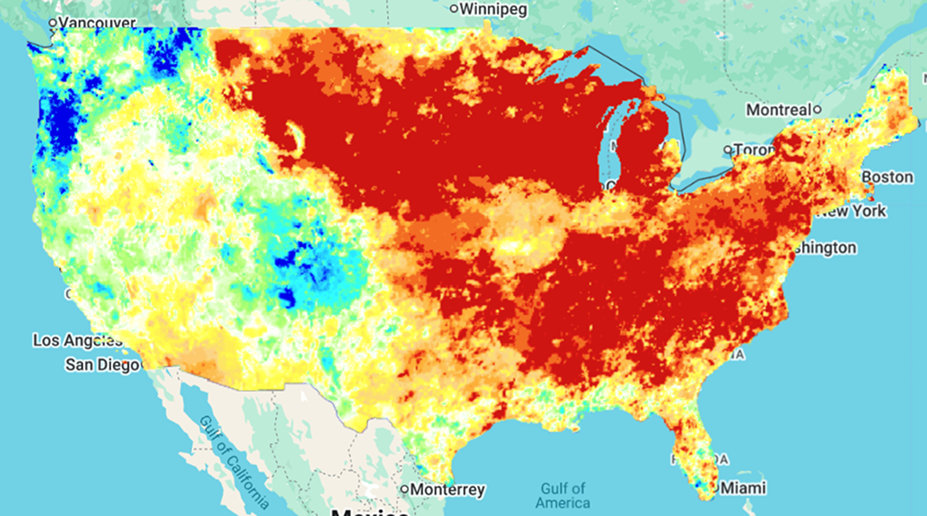 Winnipeg
Vancouver
Montreal
Toron
Boston
New York
shington
Los Angeles
San Diego
Gulf of California
Monterrey
Gulf of
America
Miami
Mexico